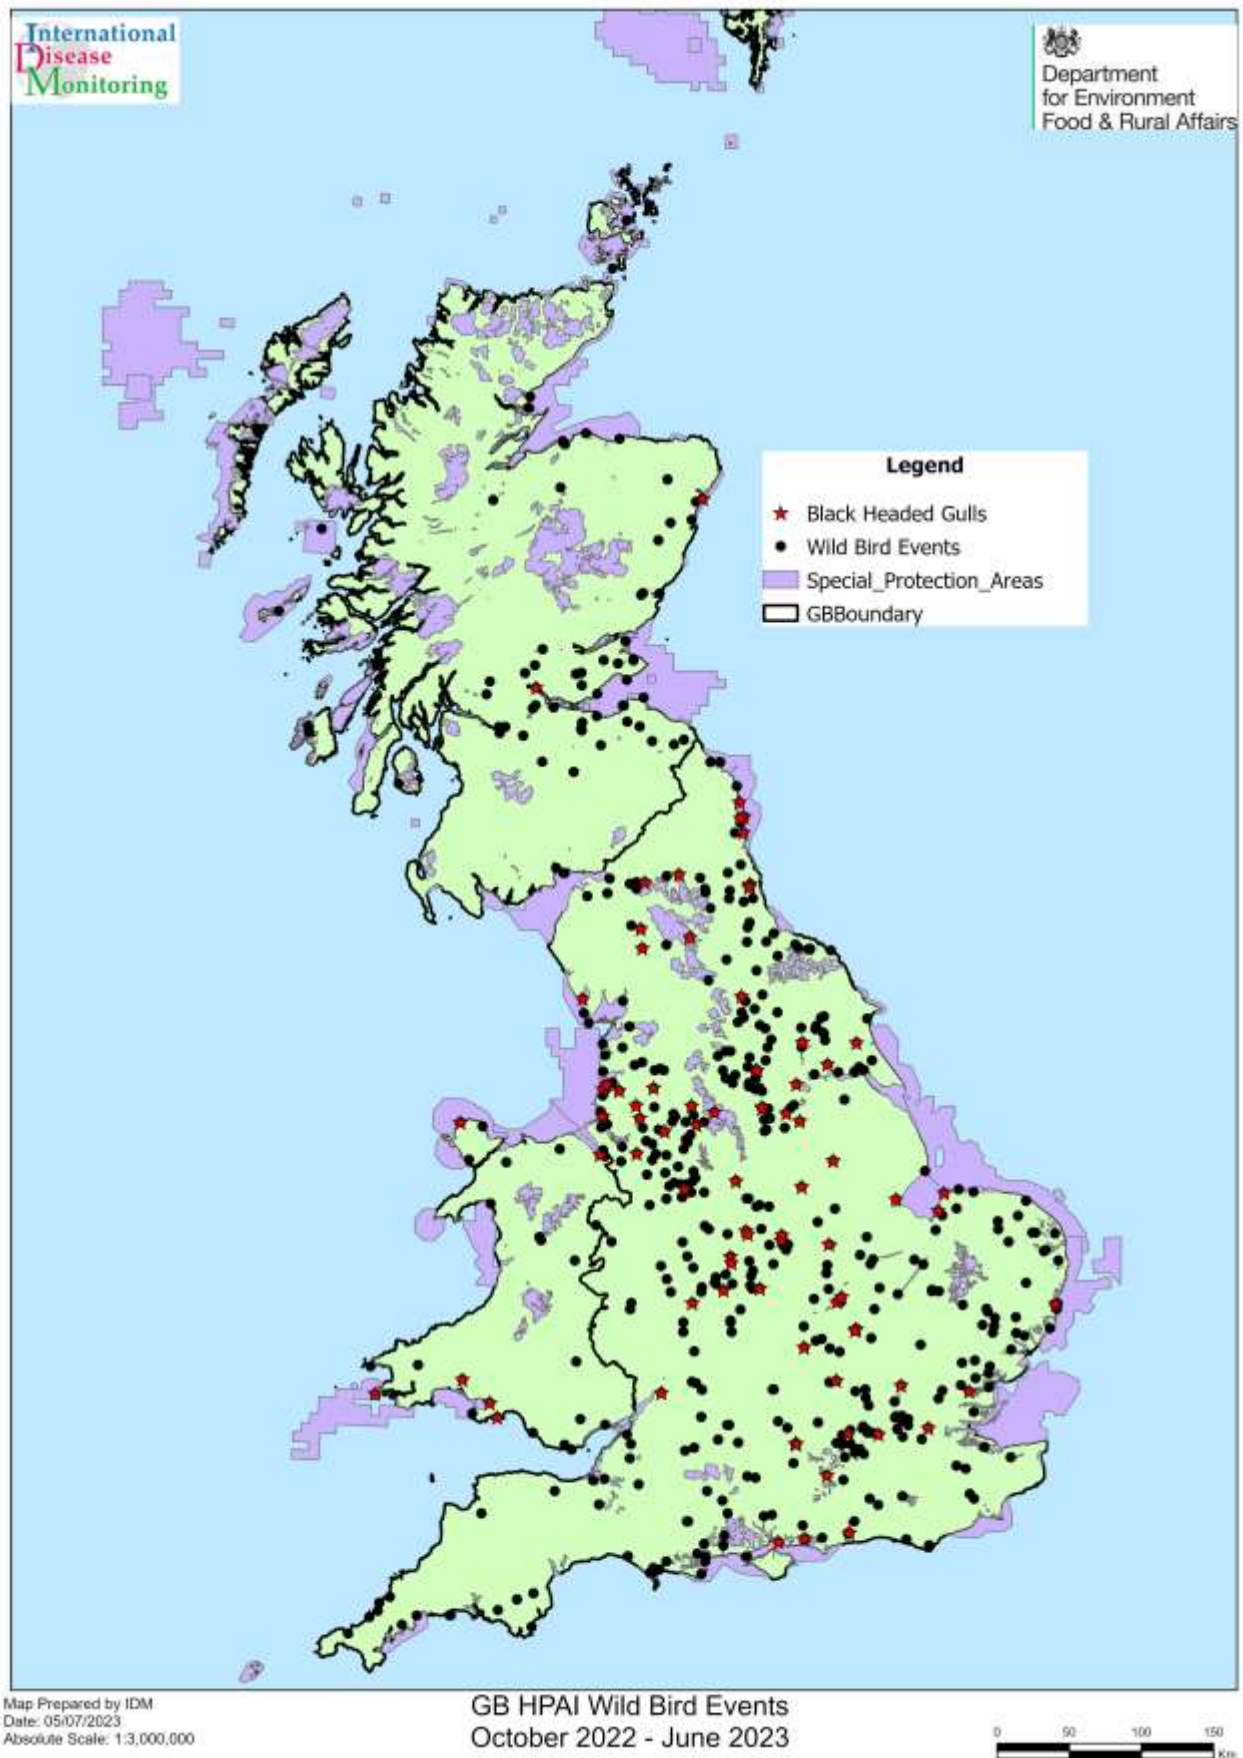 International
Disease
Monitoring
Department
for Environment
Food & Rural Affairs
Legend
Black Headed Gulls
Wild Bird Events
Special_Protection_Areas
GBBoundary
Map Prepared by IDM
Date: 05/07/2023
Absolute Scale: 1:3,000,000
GB HPAI Wild Bird Events
October 2022 - June 2023
0 50 100 150
Km